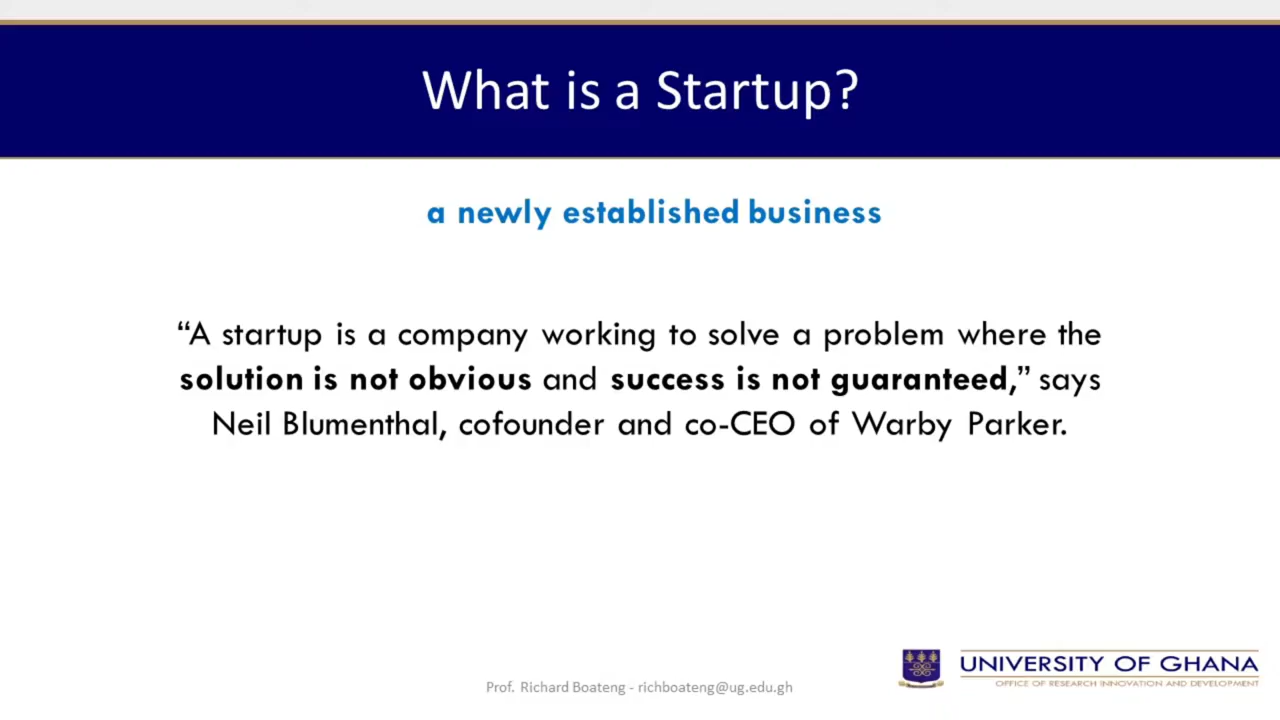 What is a Startup?
a newly established business
“A startup is a company working to solve a problem where the
solution is not obvious and success is not guaranteed,” says
Neil Blumenthal, cofounder and co-CEO of Warby Parker.
UNIVERSITY OF GHANA
OFFICE OF RESEARCH INNOVATION AND DEVELOPMENT
Prof. Richard Boateng - richboateng@ug.edu.gh